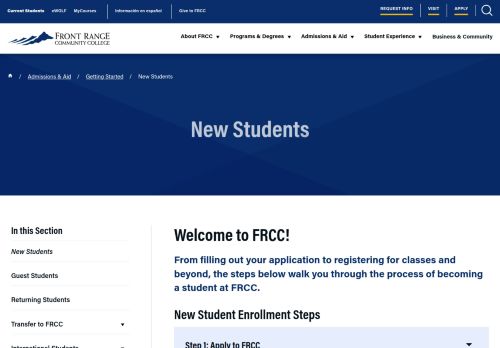 Current Students eWOLF MyCourses Información en español Give to FRCC REQUEST INFO VISIT APPLY
FRONT RANGE
COMMUNITY COLLEGE
About FRCC Programs & Degrees Admissions & Aid Student Experience Business & Community
/ Admissions & Aid / Getting Started / New Students
New Students
In this Section
New Students
Guest Students
Returning Students
Transfer to FRCC
International Students
Welcome to FRCC!
From filling out your application to registering for classes and
beyond, the steps below walk you through the process of becoming
a student at FRCC.
New Student Enrollment Steps
Step 1: Apply to FRCC